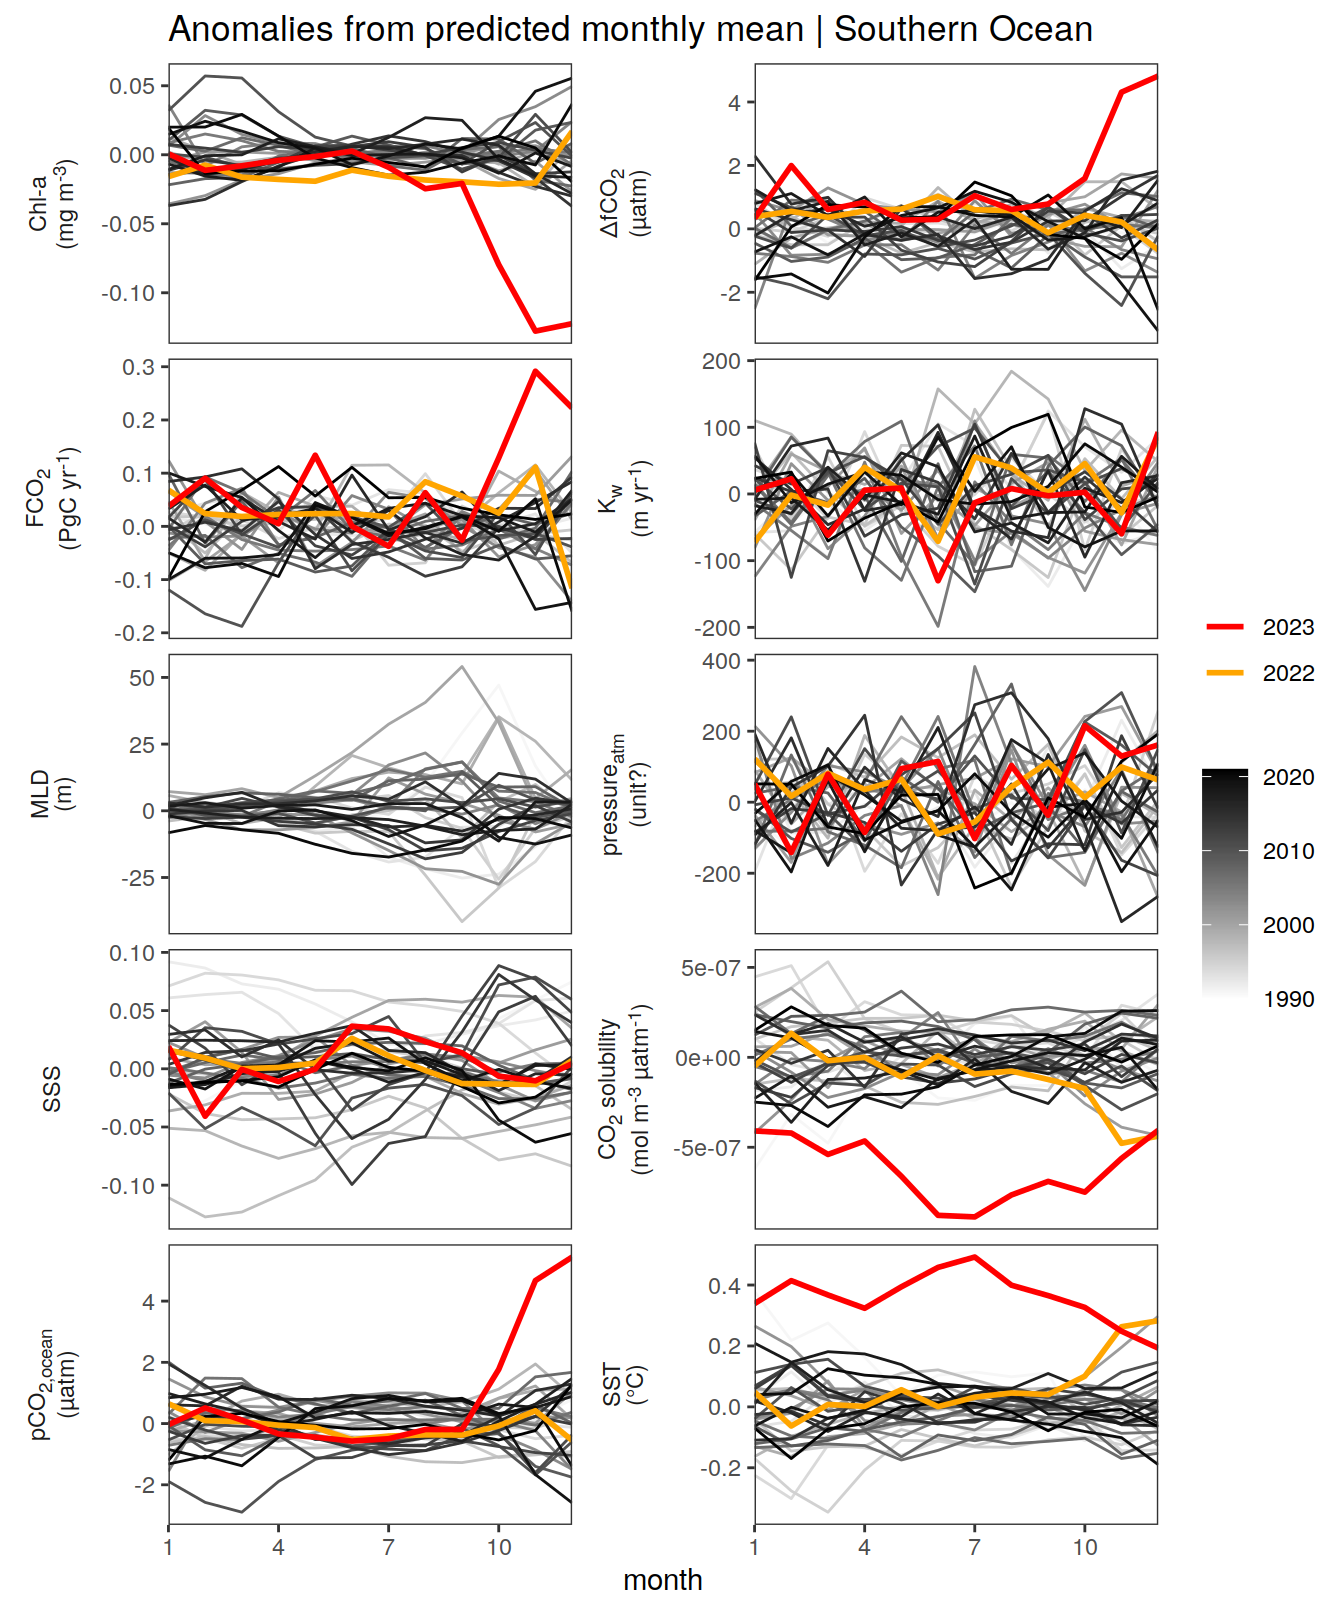 Anomalies from predicted monthly mean | Southern Ocean
Chl-a
(mg m⁻³)
0.05
0.00
-0.05
-0.10
ΔfCO₂
(µatm)
4
2
0
-2
FCO₂
(PgC yr⁻¹)
0.3
0.2
0.1
0.0
-0.1
-0.2
K_w
(m yr⁻¹)
200
100
0
-100
-200
MLD
(m)
50
25
0
-25
pressure_atm
(unit?)
400
200
0
-200
SSS
0.10
0.05
0.00
-0.05
-0.10
CO₂ solubility
(mol m⁻³ µatm⁻¹)
5e-07
0e+00
-5e-07
pCO₂,ocean
(µatm)
4
2
0
-2
1 4 7 10
SST
(°C)
0.4
0.2
0.0
-0.2
1 4 7 10
month
2023
2022
2020
2010
2000
1990